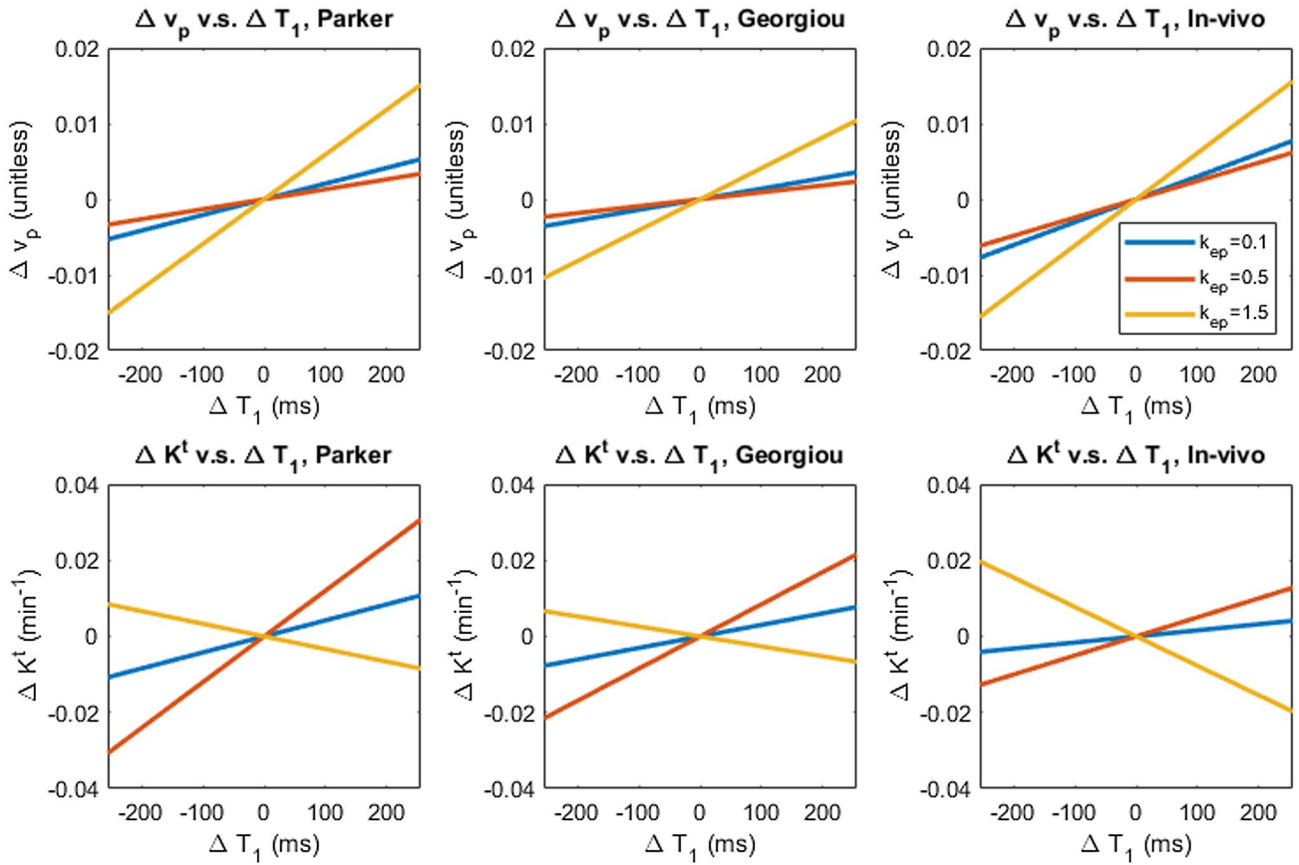 Δ v_p v.s. Δ T_1, Parker
Δ v_p (unitless)
0.02
0.01
0
-0.01
-0.02
-200 -100 0 100 200
Δ T_1 (ms)
Δ v_p v.s. Δ T_1, Georgiou
Δ v_p (unitless)
0.02
0.01
0
-0.01
-0.02
-200 -100 0 100 200
Δ T_1 (ms)
Δ v_p v.s. Δ T_1, In-vivo
Δ v_p (unitless)
0.02
0.01
0
-0.01
-0.02
k_ep=0.1
k_ep=0.5
k_ep=1.5
-200 -100 0 100 200
Δ T_1 (ms)
Δ K^t v.s. Δ T_1, Parker
Δ K^t (min^-1)
0.04
0.02
0
-0.02
-0.04
-200 -100 0 100 200
Δ T_1 (ms)
Δ K^t v.s. Δ T_1, Georgiou
Δ K^t (min^-1)
0.04
0.02
0
-0.02
-0.04
-200 -100 0 100 200
Δ T_1 (ms)
Δ K^t v.s. Δ T_1, In-vivo
Δ K^t (min^-1)
0.04
0.02
0
-0.02
-0.04
-200 -100 0 100 200
Δ T_1 (ms)